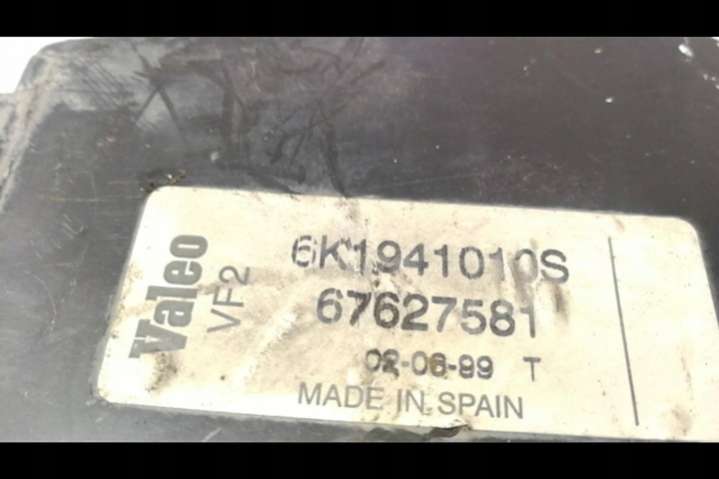 Valeo
VF2
6K1941010S
67627581
02-06-99 T
MADE IN SPAIN